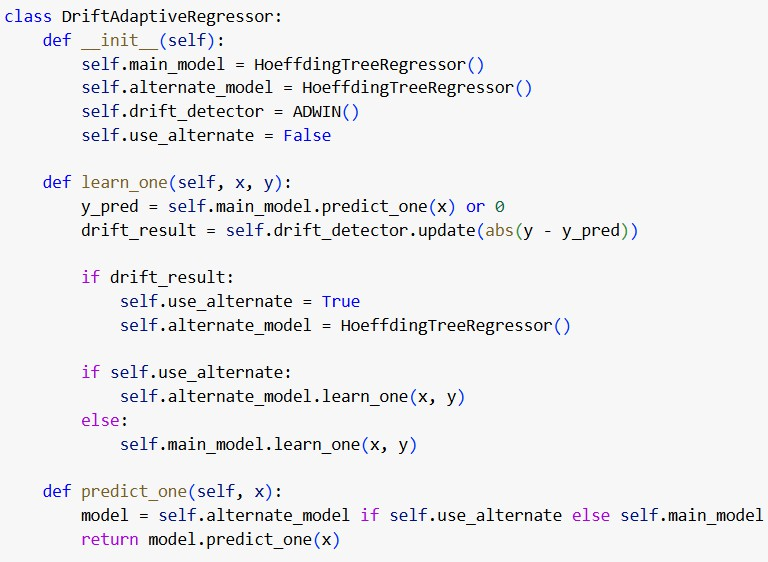 class DriftAdaptiveRegressor:
    def __init__(self):
        self.main_model = HoeffdingTreeRegressor()
        self.alternate_model = HoeffdingTreeRegressor()
        self.drift_detector = ADWIN()
        self.use_alternate = False

    def learn_one(self, x, y):
        y_pred = self.main_model.predict_one(x) or 0
        drift_result = self.drift_detector.update(abs(y - y_pred))

        if drift_result:
            self.use_alternate = True
            self.alternate_model = HoeffdingTreeRegressor()

        if self.use_alternate:
            self.alternate_model.learn_one(x, y)
        else:
            self.main_model.learn_one(x, y)

    def predict_one(self, x):
        model = self.alternate_model if self.use_alternate else self.main_model
        return model.predict_one(x)